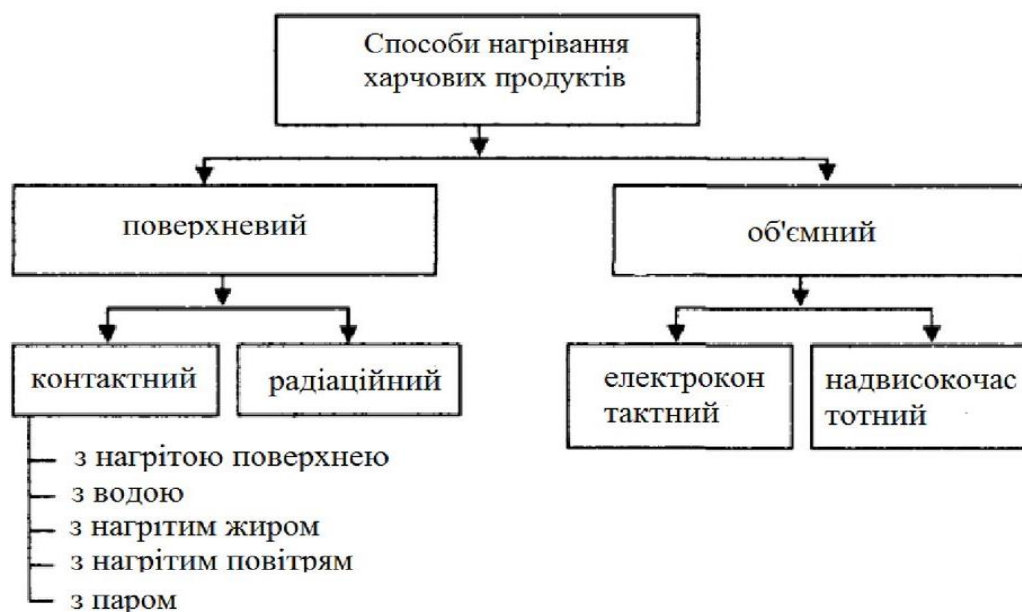 Способи нагрівання
харчових продуктів
поверхневий
об'ємний
контактний
радіаційний
електрокон
тактний
надвисокочас
тотний
з нагрітою поверхнею
з водою
з нагрітим жиром
з нагрітим повітрям
з паром